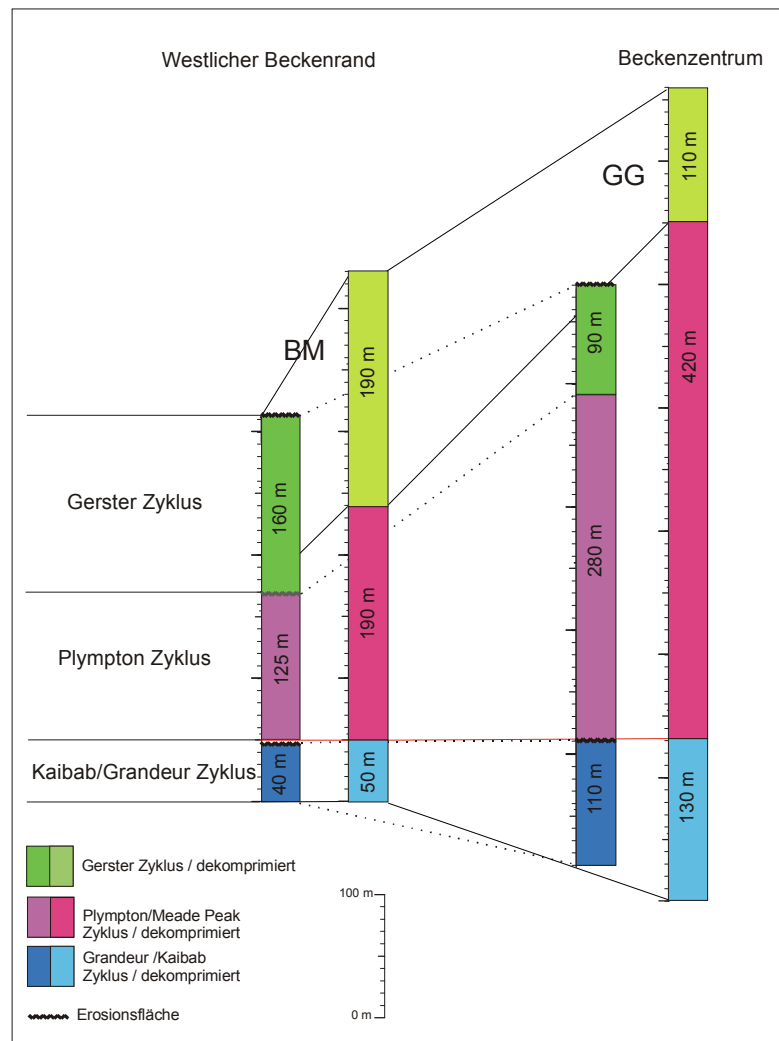 Westlicher Beckenrand
Beckenzentrum
GG
BM
110 m
190 m
90 m
420 m
Gerster Zyklus
160 m
280 m
190 m
Plympton Zyklus
125 m
Kaibab/Grandeur Zyklus
40 m
50 m
110 m
130 m
Gerster Zyklus / dekomprimiert
Plympton/Meade Peak
Zyklus / dekomprimiert
Grandeur /Kaibab
Zyklus / dekomprimiert
Erosionsfläche
100 m
0 m